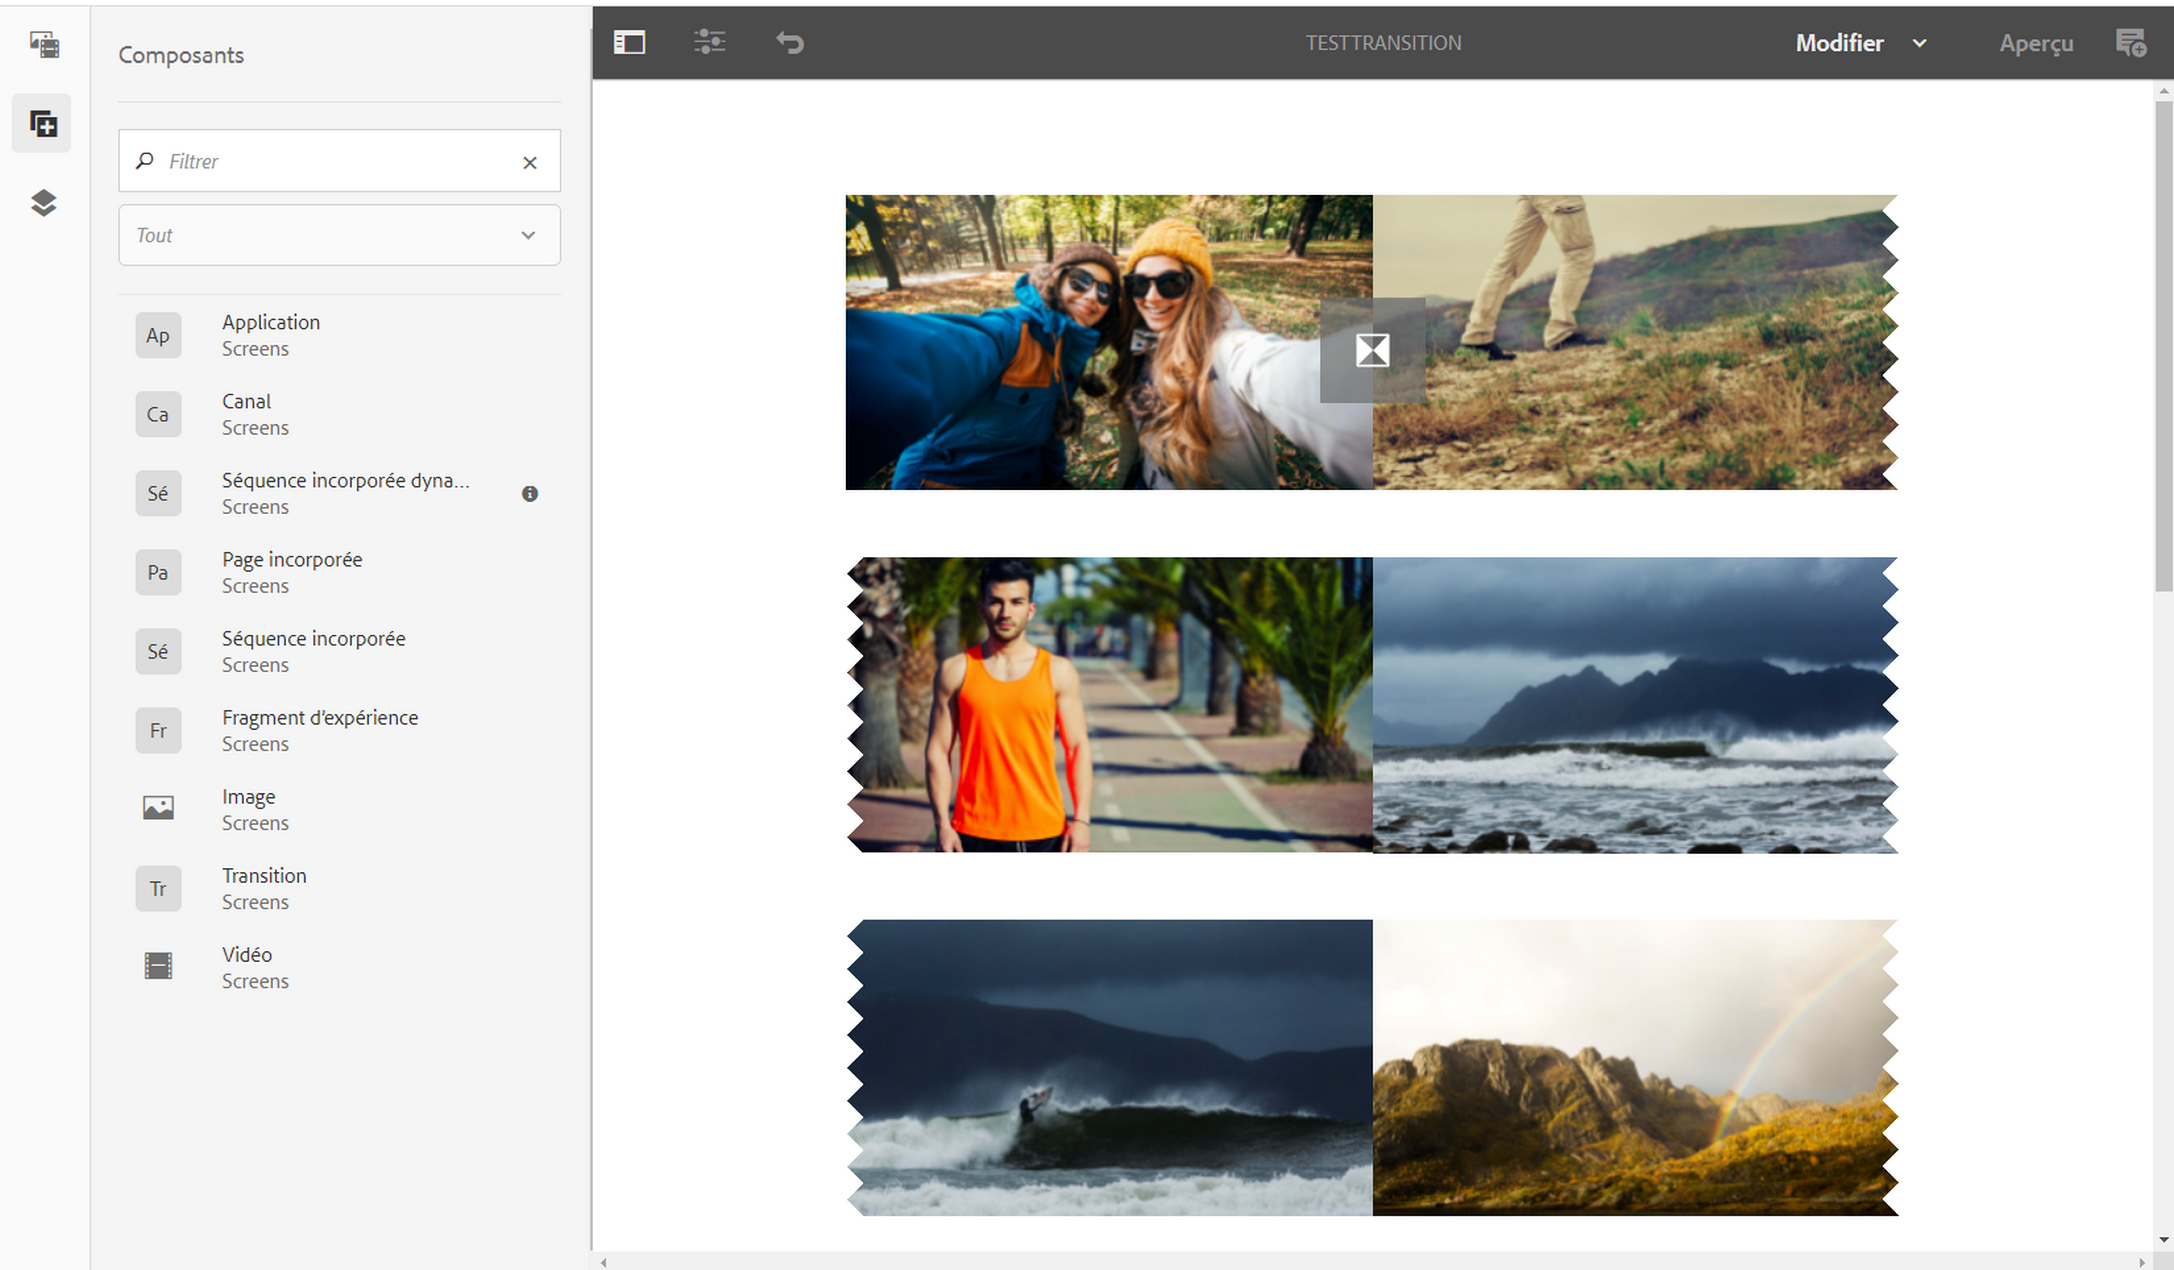 Composants
Filtrer
Tout
Ap
Application
Screens
Ca
Canal
Screens
Sé
Séquence incorporée dyna...
Screens
Pa
Page incorporée
Screens
Sé
Séquence incorporée
Screens
Fr
Fragment d'expérience
Screens
Image
Screens
Tr
Transition
Screens
Vidéo
Screens
TESTTRANSITION
Modifier
Aperçu